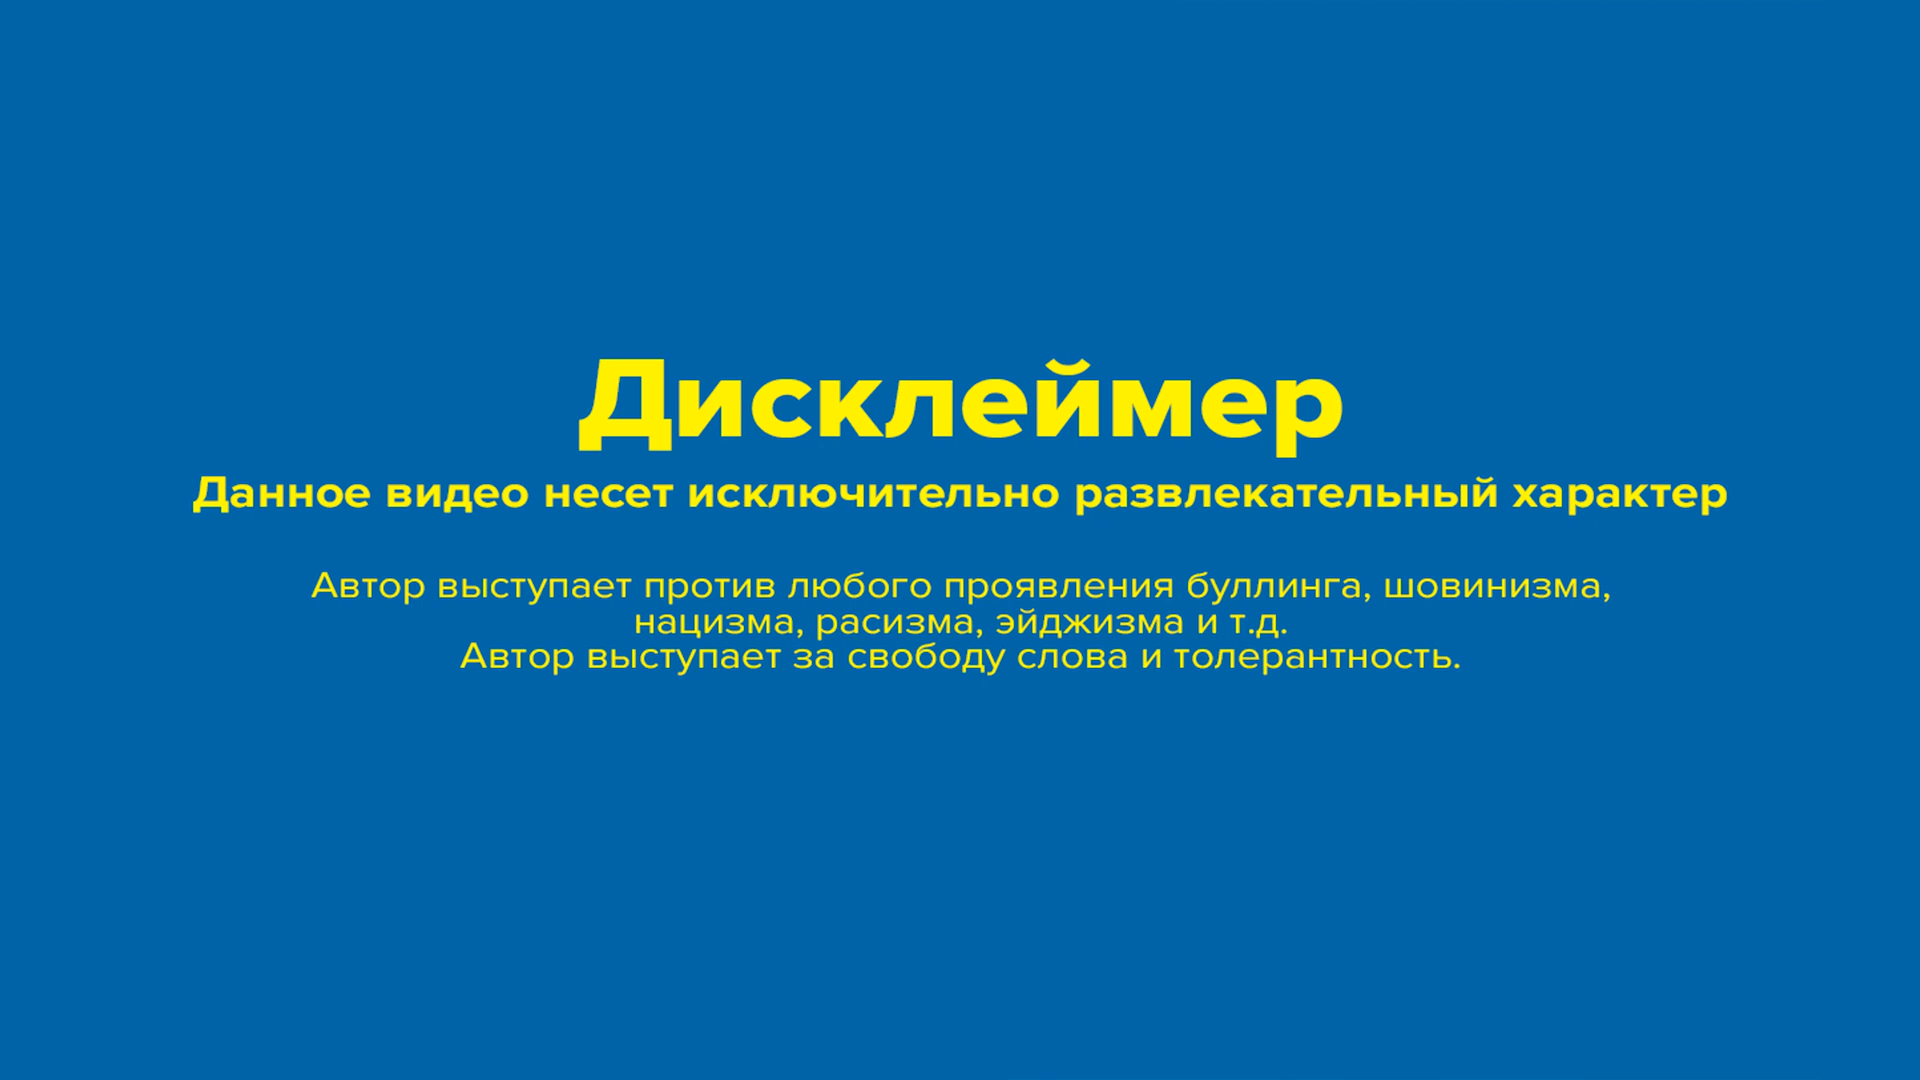 Дисклеймер
Данное видео несет исключительно развлекательный характер
Автор выступает против любого проявления буллинга, шовинизма,
нацизма, расизма, эйджизма и т.д.
Автор выступает за свободу слова и толерантность.